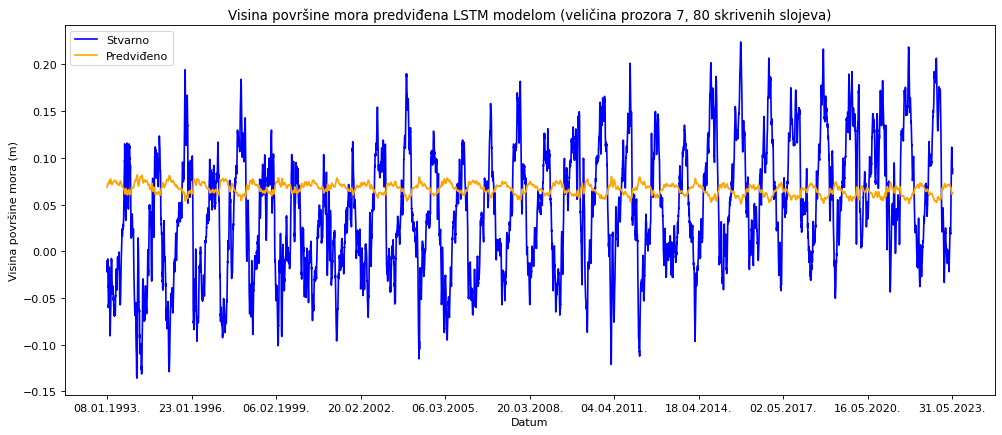 Visina površine mora predviđena LSTM modelom (veličina prozora 7, 80 skrivenih slojeva)
Stvarno
Predviđeno
Visina površine mora (m)
0.20
0.15
0.10
0.05
0.00
−0.05
−0.10
−0.15
08.01.1993. 23.01.1996. 06.02.1999. 20.02.2002. 06.03.2005. 20.03.2008. 04.04.2011. 18.04.2014. 02.05.2017. 16.05.2020. 31.05.2023.
Datum